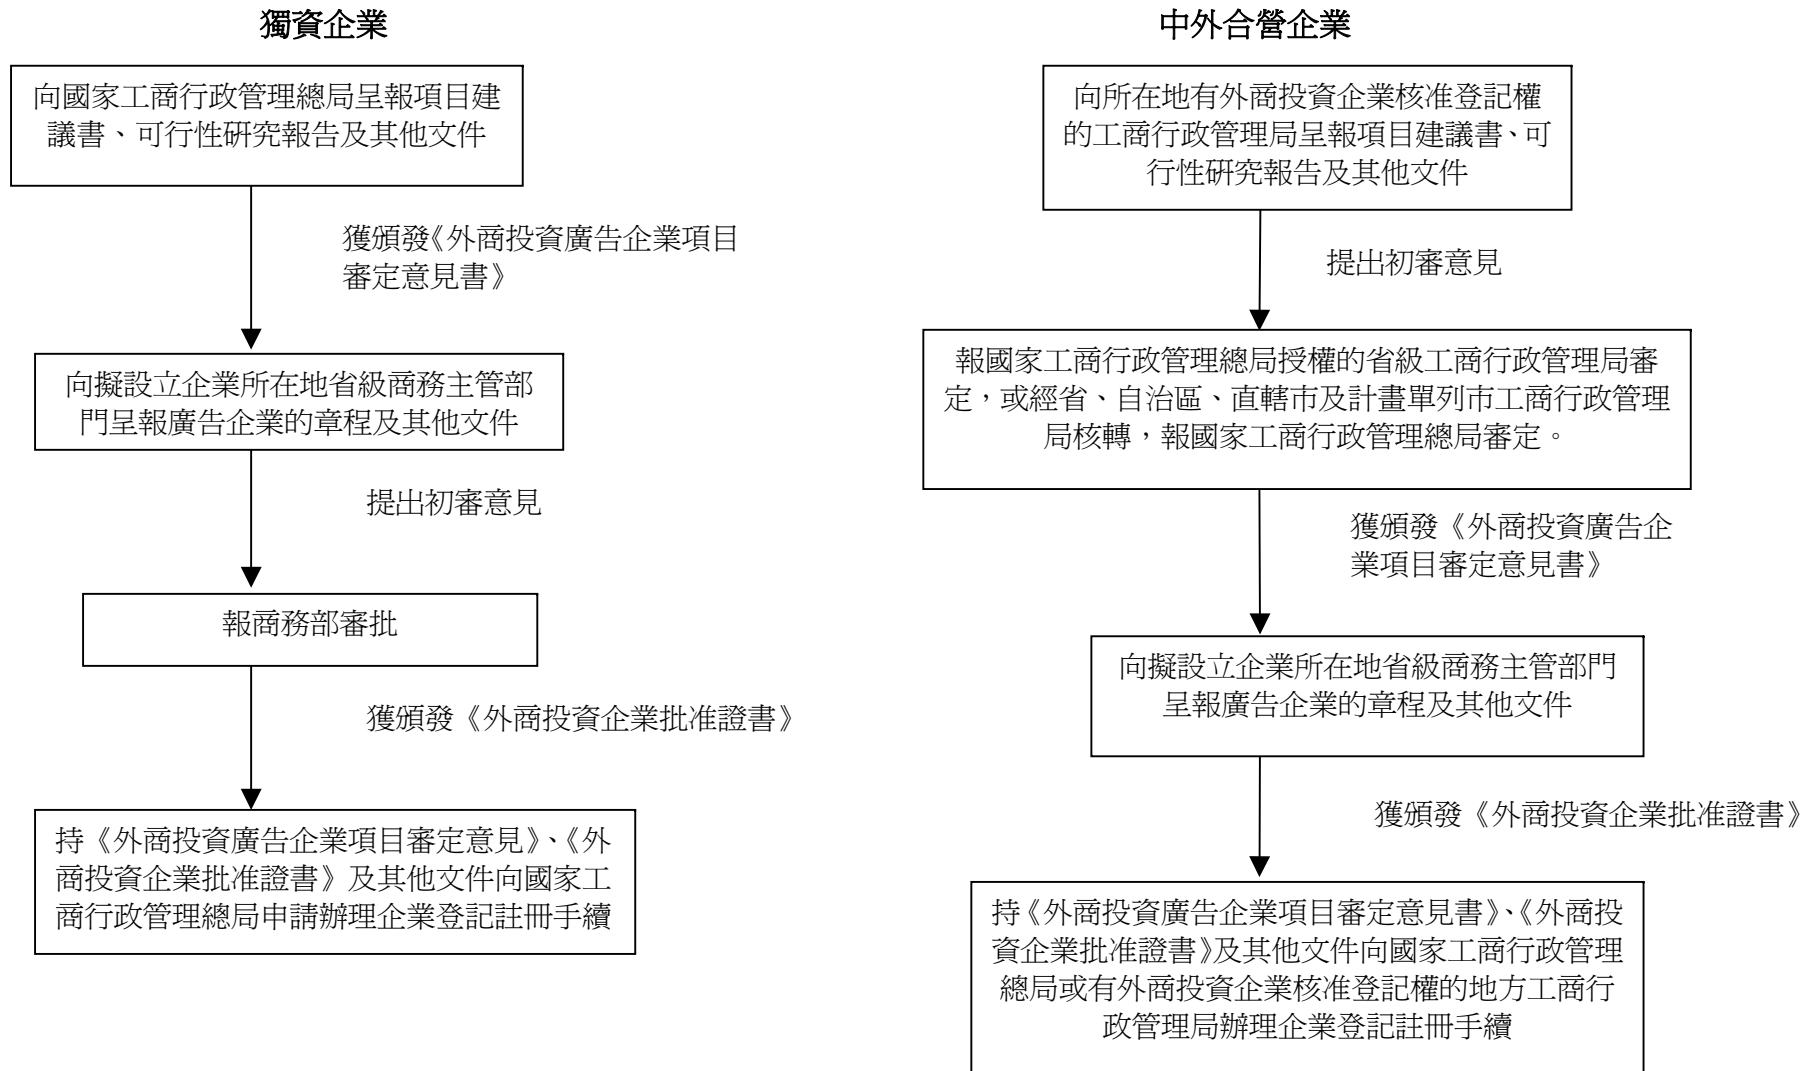 獨資企業
向國家工商行政管理總局呈報項目建
議書、可行性研究報告及其他文件
獲頒發《外商投資廣告企業項目
審定意見書》
向擬設立企業所在地省級商務主管部
門呈報廣告企業的章程及其他文件
提出初審意見
報商務部審批
獲頒發《外商投資企業批准證書》
持《外商投資廣告企業項目審定意見》、《外
商投資企業批准證書》及其他文件向國家工
商行政管理總局申請辦理企業登記註冊手續
中外合營企業
向所在地有外商投資企業核准登記權
的工商行政管理局呈報項目建議書、可
行性研究報告及其他文件
提出初審意見
報國家工商行政管理總局授權的省級工商行政管理局審
定，或經省、自治區、直轄市及計畫單列市工商行政管理
局核轉，報國家工商行政管理總局審定。
獲頒發《外商投資廣告企
業項目審定意見書》
向擬設立企業所在地省級商務主管部門
呈報廣告企業的章程及其他文件
獲頒發《外商投資企業批准證書》
持《外商投資廣告企業項目審定意見書》、《外商投
資企業批准證書》及其他文件向國家工商行政管理
總局或有外商投資企業核准登記權的地方工商行
政管理局辦理企業登記註冊手續